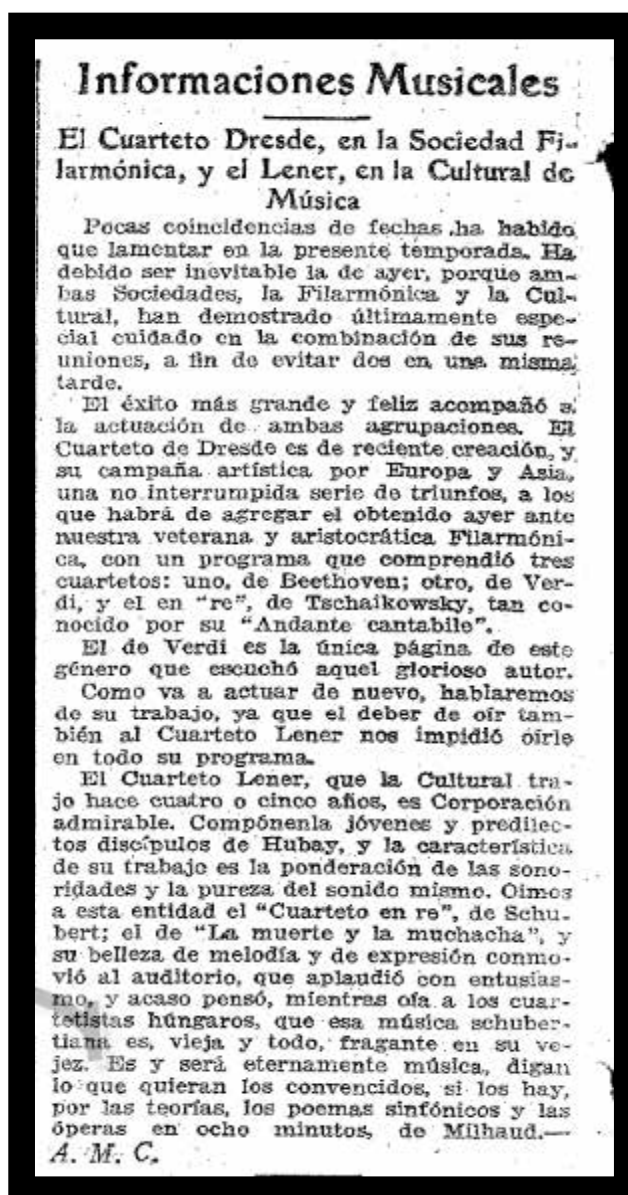 Informaciones Musicales
El Cuarteto Dresde, en la Sociedad Fi-
larmónica, y el Lener, en la Cultural de
Música
Pocas coincidencias de fechas ha habido
que lamentar en la presente temporada. Ha
debido ser inevitable la de ayer, porque am-
bas Sociedades, la Filarmónica y la Cul-
tural, han demostrado últimamente espe-
cial cuidado en la combinación de sus re-
uniones, a fin de evitar dos en una misma
tarde.
El éxito más grande y feliz acompañó a
la actuación de ambas agrupaciones. El
Cuarteto de Dresde es de reciente creación, y
su campaña artística por Europa y Asia,
una no interrumpida serie de triunfos, a los
que habrá de agregar el obtenido ayer ante
nuestra veterana y aristocrática Filarmóni-
ca, con un programa que comprendió tres
cuartetos: uno, de Beethoven; otro, de Ver-
di, y el en "re", de Tschaikowsky, tan co-
nocido por su "Andante cantabile".
El de Verdi es la única página de este
género que escuchó aquel glorioso autor.
Como va a actuar de nuevo, hablaremos
de su trabajo, ya que el deber de oír tam-
bién al Cuarteto Lener nos impidió oirle
en todo su programa.
El Cuarteto Lener, que la Cultural tra-
jo hace cuatro o cinco años, es Corporación
admirable. Compónenla jóvenes y predilec-
tos discípulos de Hubay, y la característica
de su trabajo es la ponderación de las sono-
ridades y la pureza del sonido mismo. Oimos
a esta entidad el "Cuarteto en re", de Schu-
bert; el de "La muerte y la muchacha", y
su belleza de melodía y de expresión conmo-
vió al auditorio, que aplaudió con entusias-
mo, y acaso pensó, mientras oía a los cuar-
tetistas húngaros, que esa música schuber-
tiana es, vieja y todo, fragante en su ve-
jez. Es y será eternamente música, digan
lo que quieran los convencidos, si los hay,
por las teorías, los poemas sinfónicos y las
óperas en ocho minutos, de Milhaud.—
A. M. C.